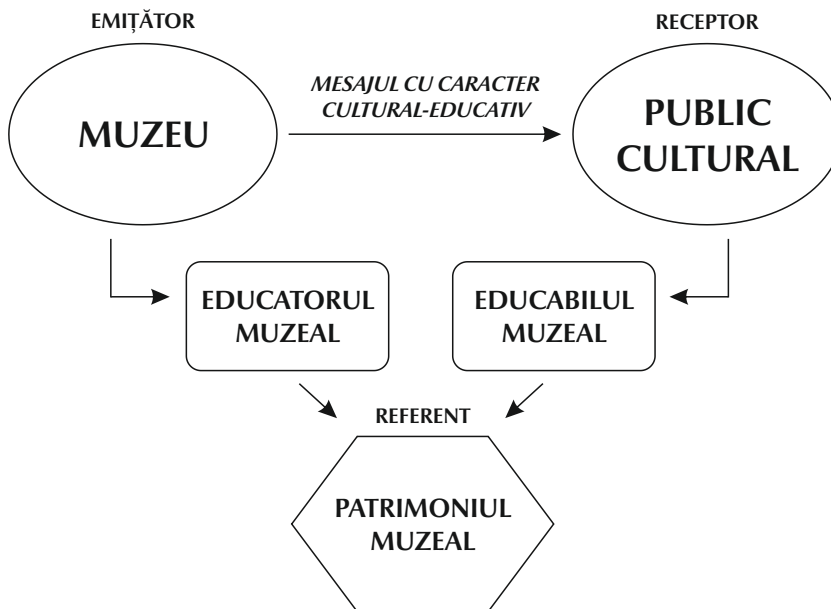 EMIȚĂTOR
RECEPTOR
MUZEU
MESAJUL CU CARACTER
CULTURAL-EDUCATIV
PUBLIC
CULTURAL
EDUCATORUL
MUZEAL
EDUCABILUL
MUZEAL
REFERENT
PATRIMONIUL
MUZEAL